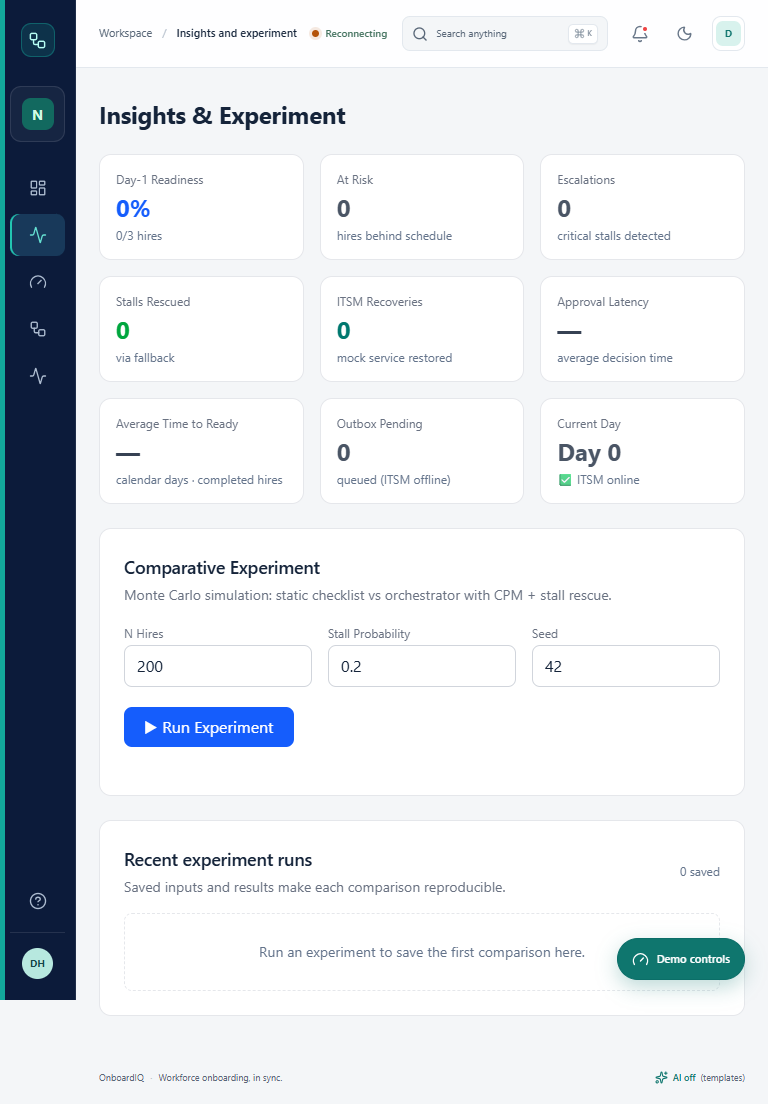 Workspace / Insights and experiment Reconnecting Search anything ⌘ K D
N
Insights & Experiment
Day-1 Readiness
0%
0/3 hires
At Risk
0
hires behind schedule
Escalations
0
critical stalls detected
Stalls Rescued
0
via fallback
ITSM Recoveries
0
mock service restored
Approval Latency
—
average decision time
Average Time to Ready
—
calendar days · completed hires
Outbox Pending
0
queued (ITSM offline)
Current Day
Day 0
✅ ITSM online
Comparative Experiment
Monte Carlo simulation: static checklist vs orchestrator with CPM + stall rescue.
N Hires
200
Stall Probability
0.2
Seed
42
▶ Run Experiment
Recent experiment runs
Saved inputs and results make each comparison reproducible.
0 saved
Run an experiment to save the first comparison here.
Demo controls
DH
OnboardIQ · Workforce onboarding, in sync.
AI off (templates)